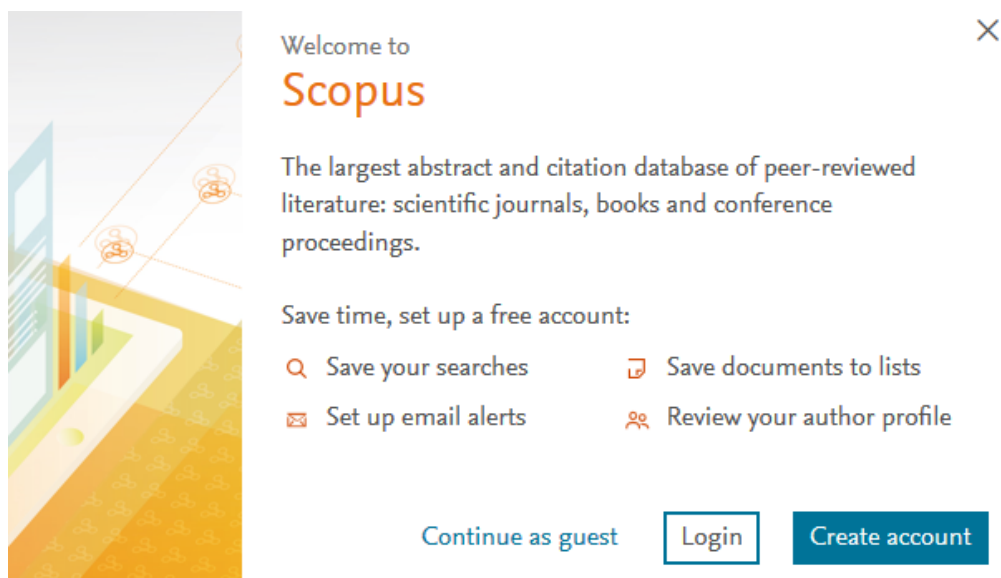 Welcome to
Scopus
The largest abstract and citation database of peer-reviewed
literature: scientific journals, books and conference
proceedings.
Save time, set up a free account:
Save your searches
Save documents to lists
Set up email alerts
Review your author profile
Continue as guest
Login
Create account